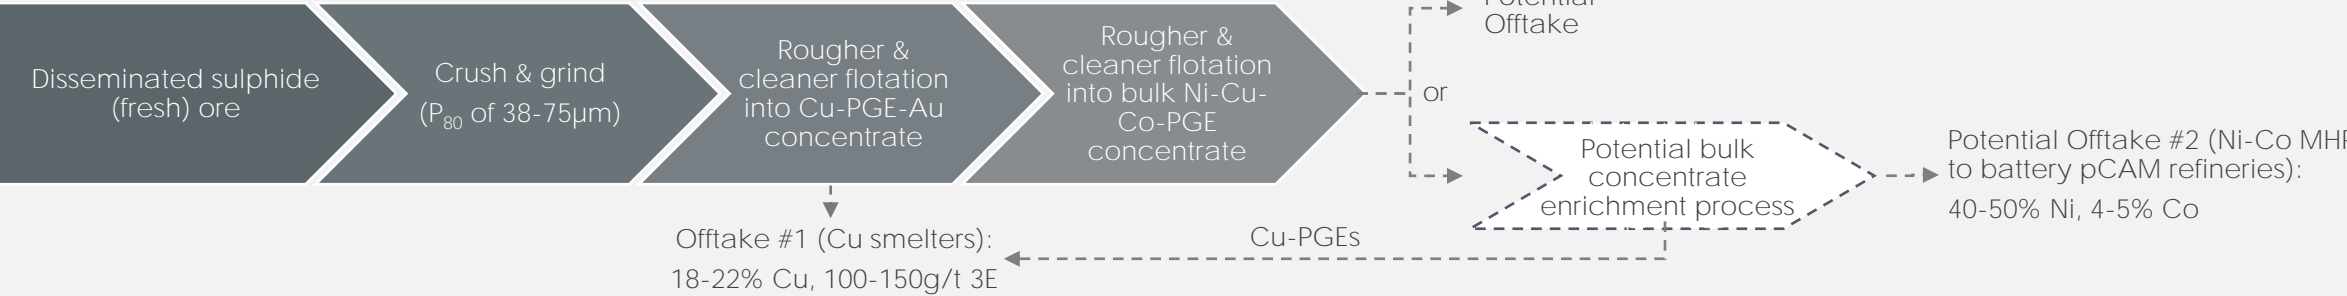 Disseminated sulphide
(fresh) ore
Crush & grind
(P80 of 38-75µm)
Rougher &
cleaner flotation
into Cu-PGE-Au
concentrate
Rougher &
cleaner flotation
into bulk Ni-Cu-
Co-PGE
concentrate
Potential
Offtake
or
Potential bulk
concentrate
enrichment process
Potential Offtake #2 (Ni-Co MHP
to battery pCAM refineries):
40-50% Ni, 4-5% Co
Cu-PGEs
Offtake #1 (Cu smelters):
18-22% Cu, 100-150g/t 3E